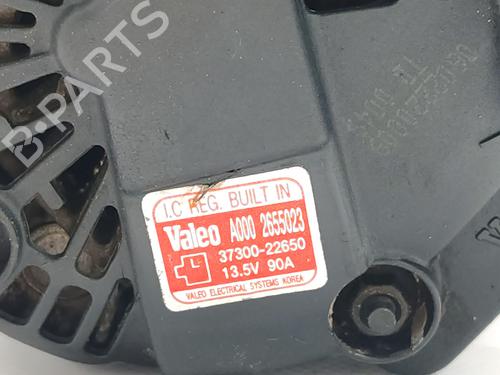 B-PARTS
I.C REG. BUILT IN
Valeo A000 2655023
37300-22650
13.5V 90A
VALEO ELECTRICAL SYSTEMS KOREA